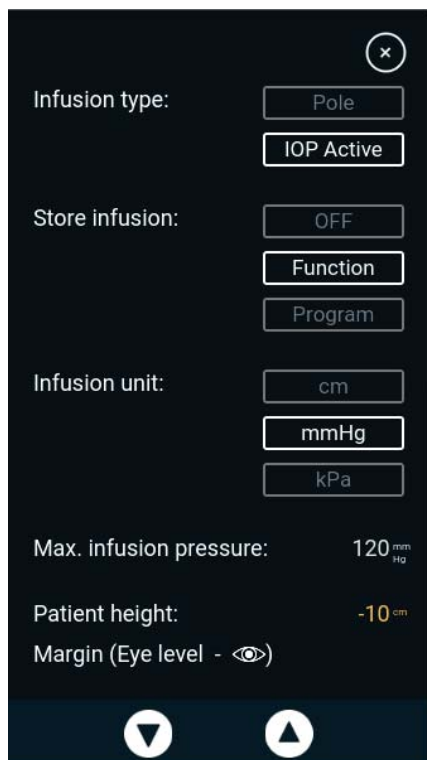 Infusion type:
Pole
IOP Active
Store infusion:
OFF
Function
Program
Infusion unit:
cm
mmHg
kPa
Max. infusion pressure: 120 mm Hg
Patient height: -10 cm
Margin (Eye level - )